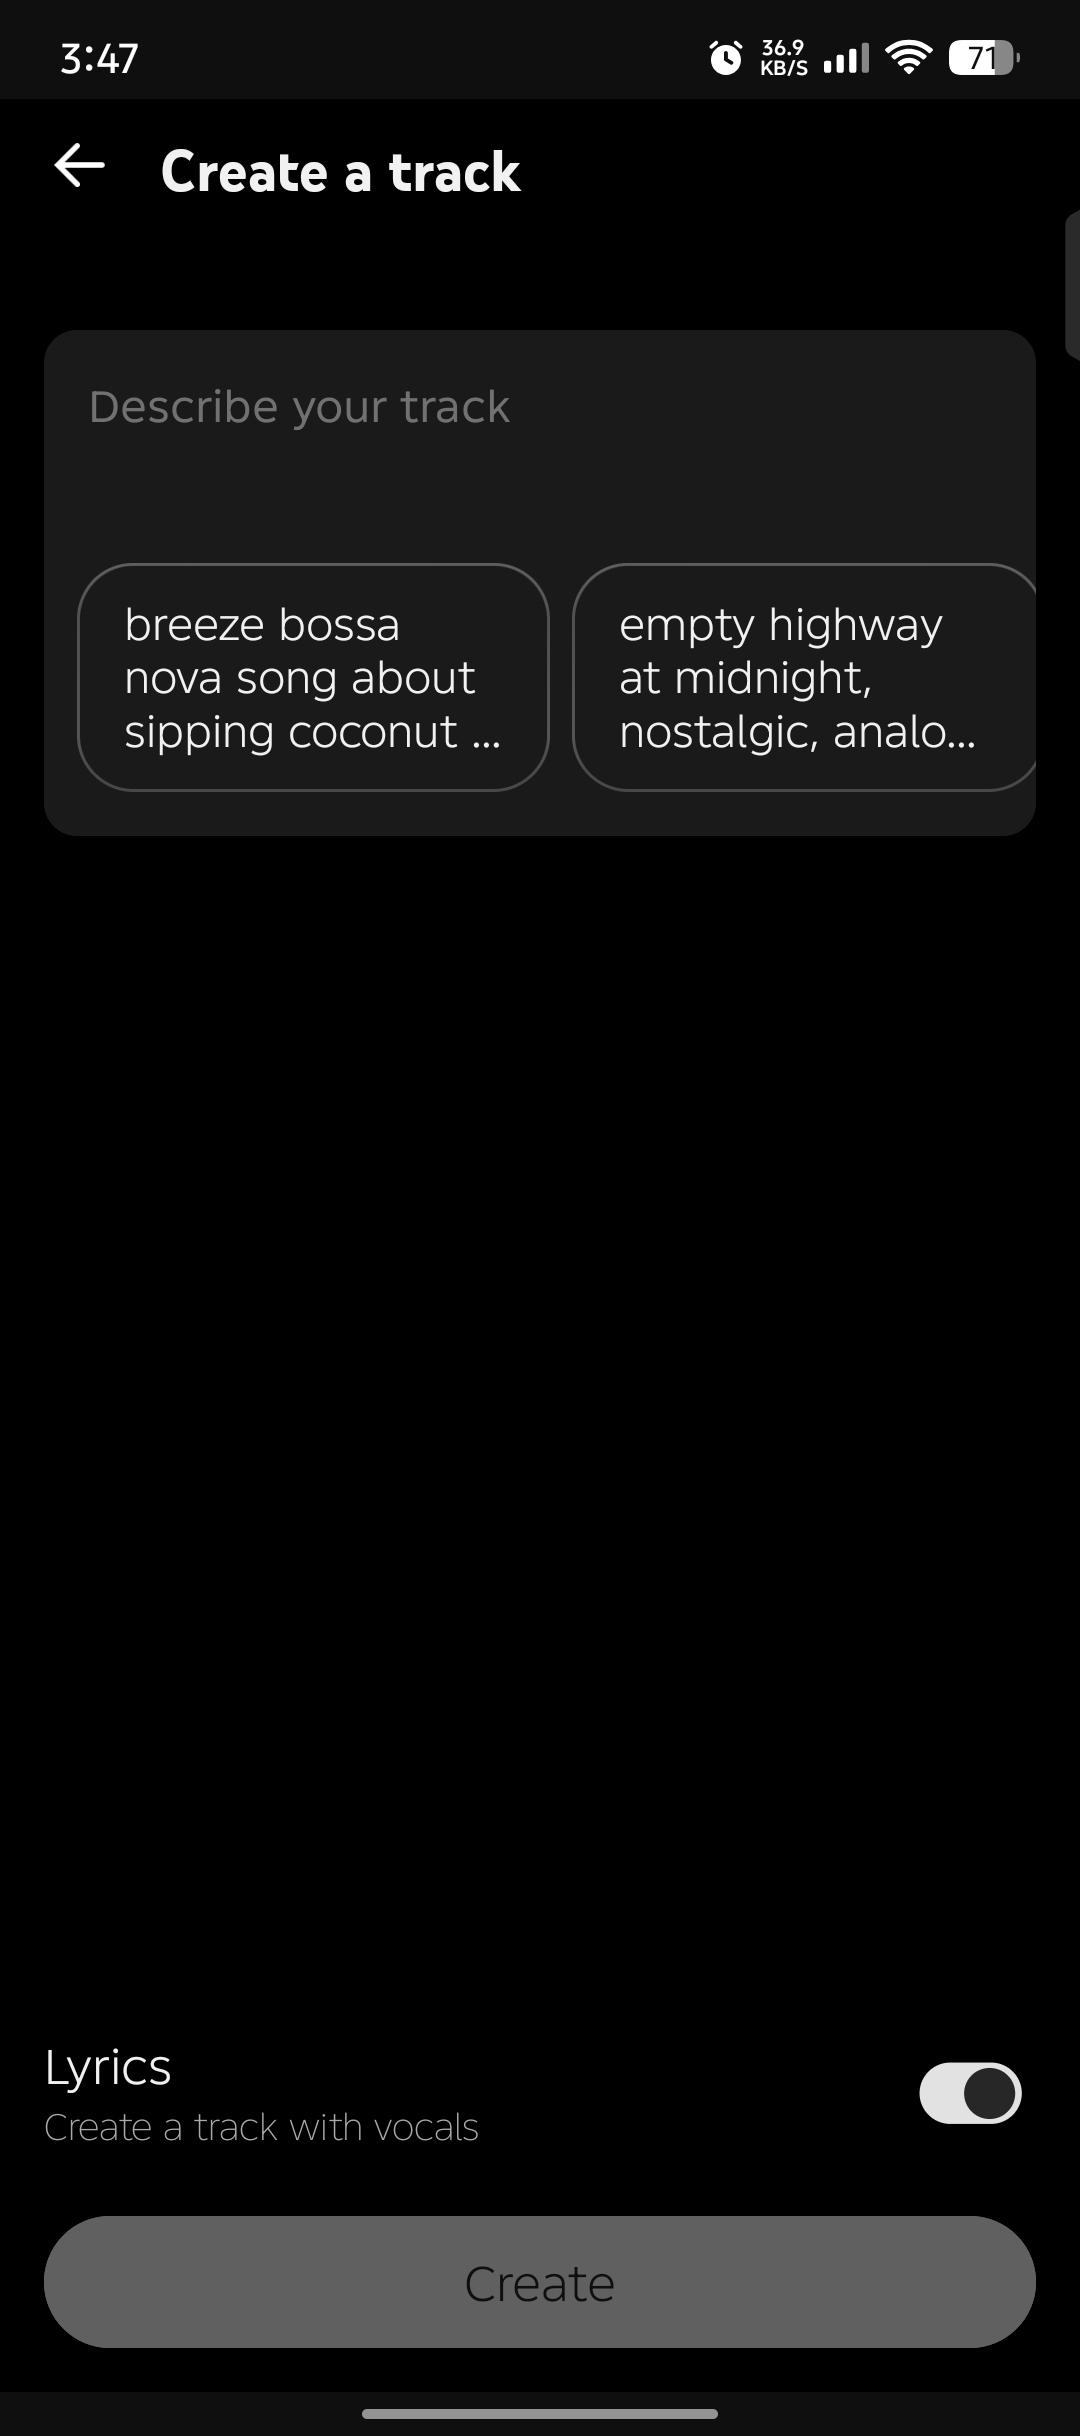 3:47
36.9
KB/S
71
Create a track
Describe your track
breeze bossa
nova song about
sipping coconut ...
empty highway
at midnight,
nostalgic, analo...
Lyrics
Create a track with vocals
Create